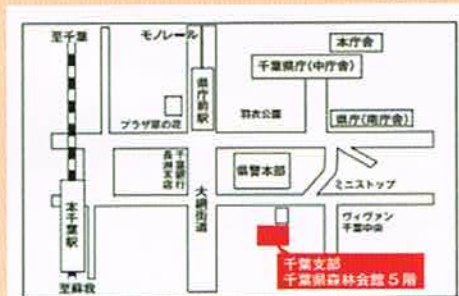 至千葉
モノレール
本庁舎
千葉県庁(中庁舎)
県庁前駅
羽衣公園
県庁(南庁舎)
プラザ菜の花
千葉銀行
長洲支店
大網街道
県警本部
ミニストップ
本千葉駅
ヴィヴァン
千葉中央
千葉支部
千葉県森林会館5階
至蘇我